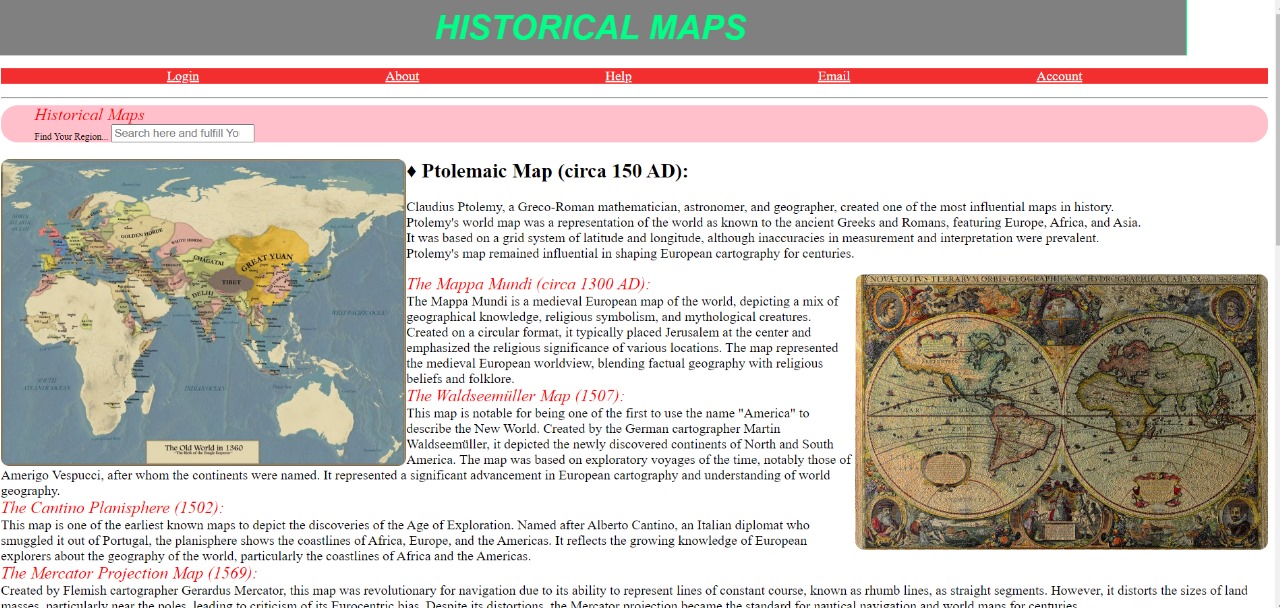 HISTORICAL MAPS
Login About Help Email Account
Historical Maps
Find Your Region... Search here and fulfill Yo
♦ Ptolemaic Map (circa 150 AD):
Claudius Ptolemy, a Greco-Roman mathematician, astronomer, and geographer, created one of the most influential maps in history.
Ptolemy's world map was a representation of the world as known to the ancient Greeks and Romans, featuring Europe, Africa, and Asia.
It was based on a grid system of latitude and longitude, although inaccuracies in measurement and interpretation were prevalent.
Ptolemy's map remained influential in shaping European cartography for centuries.
GOLDEN HORDE
WHITE HORDE
CHAGATAI
GREAT YUAN
TIBET
DELHI
WEST PACIFIC OCEAN
SOUTH
ATLANTIC OCEAN
INDIAN OCEAN
The Old World in 1360
The Mappa Mundi (circa 1300 AD):
The Mappa Mundi is a medieval European map of the world, depicting a mix of
geographical knowledge, religious symbolism, and mythological creatures.
Created on a circular format, it typically placed Jerusalem at the center and
emphasized the religious significance of various locations. The map represented
the medieval European worldview, blending factual geography with religious
beliefs and folklore.
NOVA TOTIVS TERRARVM ORBIS GEOGRAPHICA AC HYDROGRAPHICA TABVLA
The Waldseemüller Map (1507):
This map is notable for being one of the first to use the name "America" to
describe the New World. Created by the German cartographer Martin
Waldseemüller, it depicted the newly discovered continents of North and South
America. The map was based on exploratory voyages of the time, notably those of
Amerigo Vespucci, after whom the continents were named. It represented a significant advancement in European cartography and understanding of world
geography.
The Cantino Planisphere (1502):
This map is one of the earliest known maps to depict the discoveries of the Age of Exploration. Named after Alberto Cantino, an Italian diplomat who
smuggled it out of Portugal, the planisphere shows the coastlines of Africa, Europe, and the Americas. It reflects the growing knowledge of European
explorers about the geography of the world, particularly the coastlines of Africa and the Americas.
The Mercator Projection Map (1569):
Created by Flemish cartographer Gerardus Mercator, this map was revolutionary for navigation due to its ability to represent lines of constant course, known as rhumb lines, as straight segments. However, it distorts the sizes of land
masses, particularly near the poles, leading to criticism of its Eurocentric bias. Despite its distortions, the Mercator projection became the standard for nautical navigation and world maps for centuries.